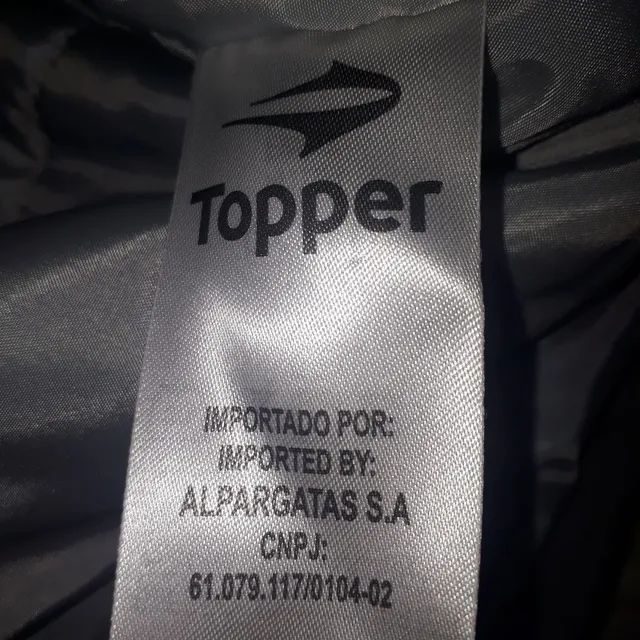 Topper
IMPORTADO POR:
IMPORTED BY:
ALPARGATAS S.A
CNPJ:
61.079.117/0104-02